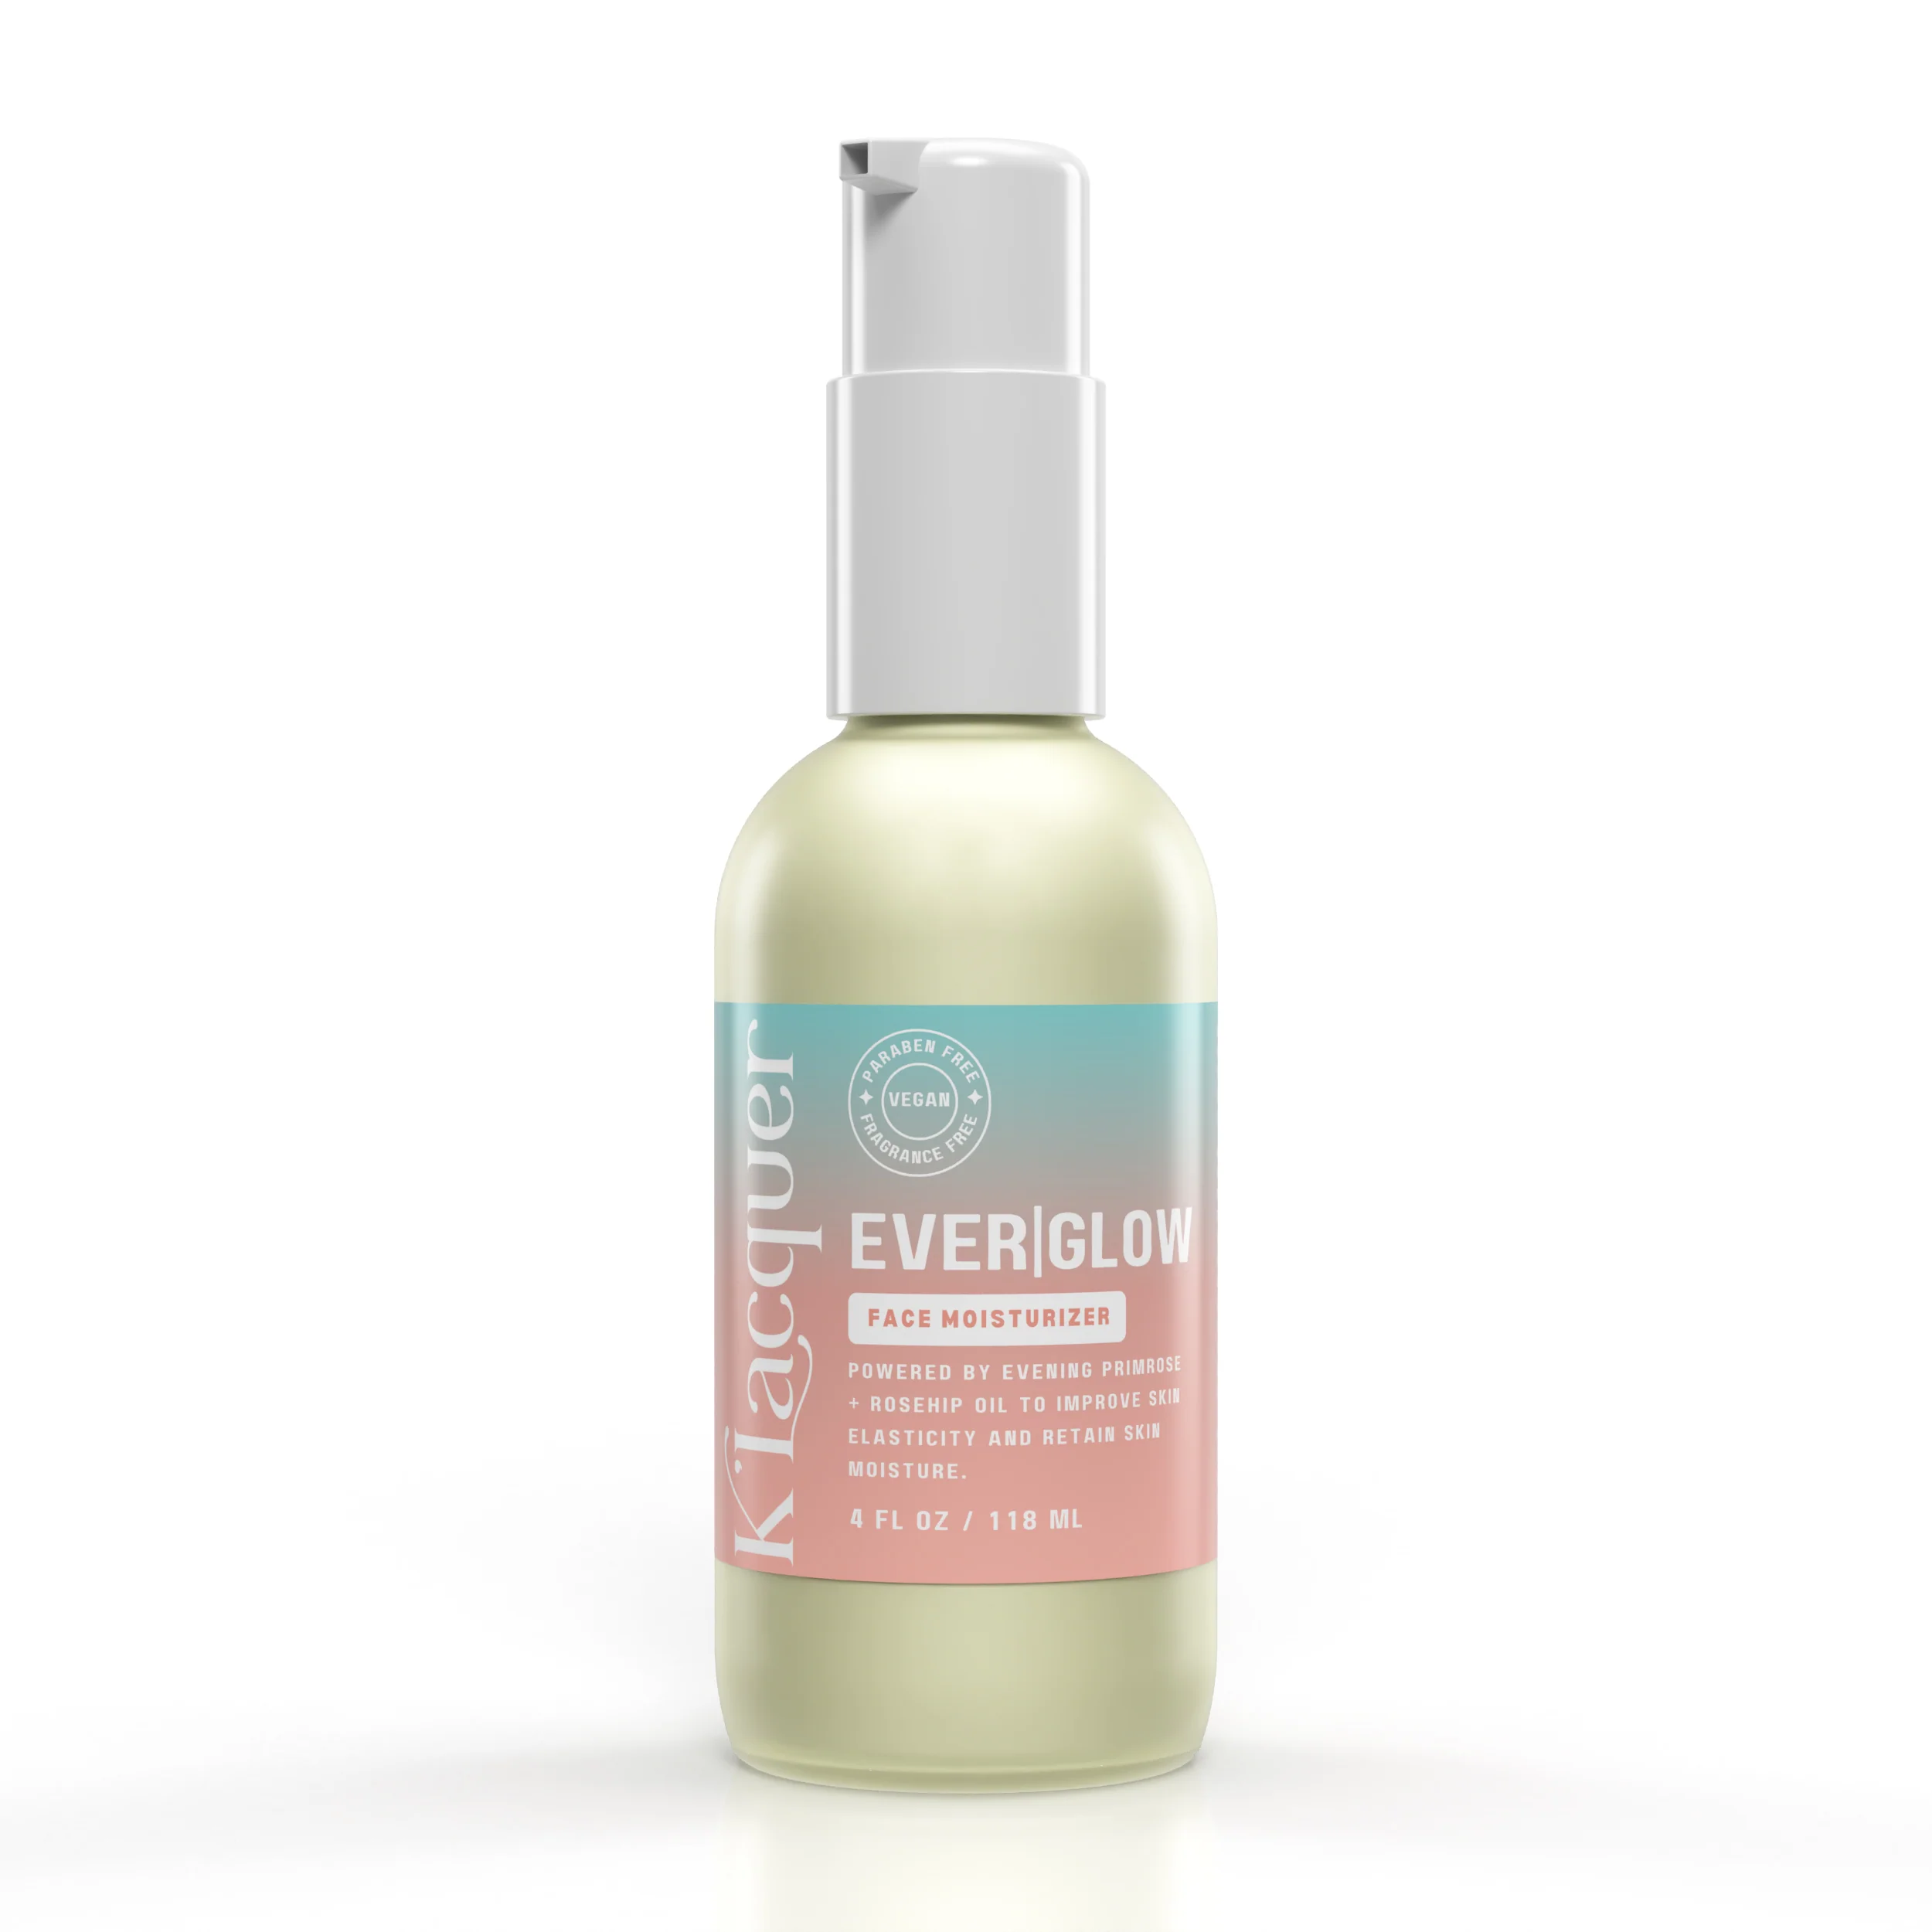 K'Lacquer
PARABEN FREE
VEGAN
FRAGRANCE FREE
EVER|GLOW
FACE MOISTURIZER
POWERED BY EVENING PRIMROSE
+ ROSEHIP OIL TO IMPROVE SKIN
ELASTICITY AND RETAIN SKIN
MOISTURE.
4 FL OZ / 118 ML